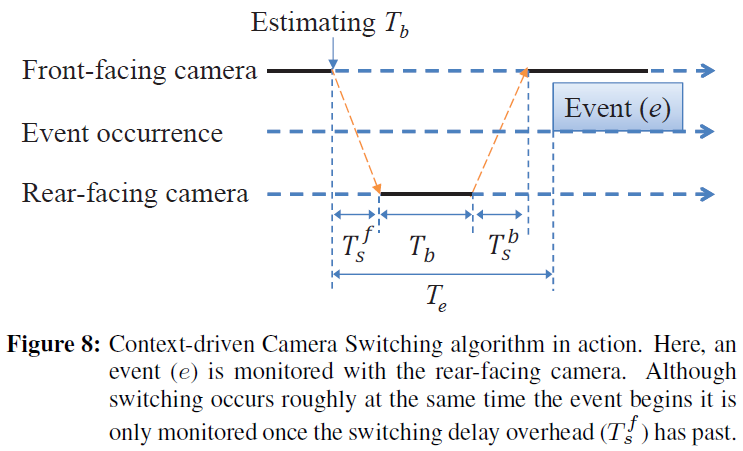 Estimating T_b
Front-facing camera
Event (e)
Event occurrence
Rear-facing camera
T_s^f T_b T_s^b
T_e
Figure 8: Context-driven Camera Switching algorithm in action. Here, an
event (e) is monitored with the rear-facing camera. Although
switching occurs roughly at the same time the event begins it is
only monitored once the switching delay overhead (T_s^f) has past.